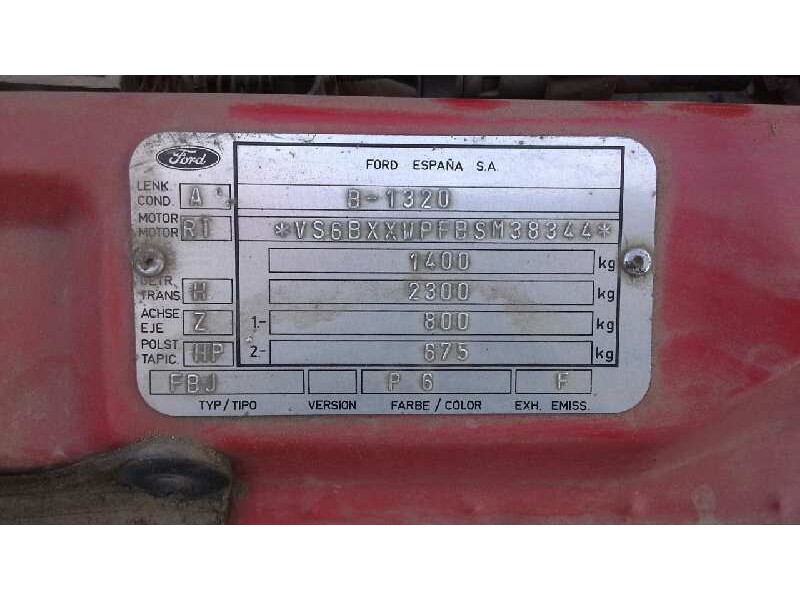 Ford
FORD ESPAÑA S.A.
LENK. COND. A B-1320
MOTOR MOTOR RT *VS6BXXWPFBSM38344*
1400 kg
TRANS H 2300 kg
ACHSE EJE Z 1.- 800 kg
POLST TAPIC. HP 2.- 675 kg
FBJ P 6 F
TYP/TIPO VERSION FARBE/COLOR EXH. EMISS.